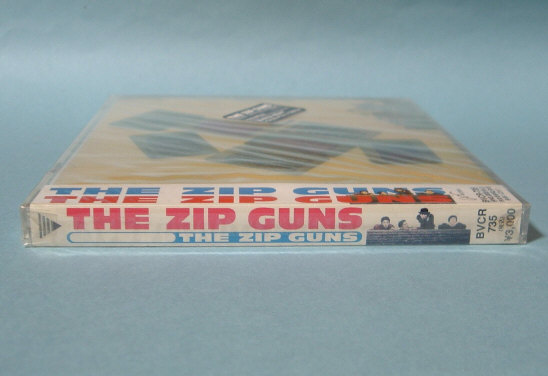 THE ZIP GUNS
THE ZIP GUNS
THE ZIP GUNS
THE ZIP GUNS
BVCR
735
¥3,000